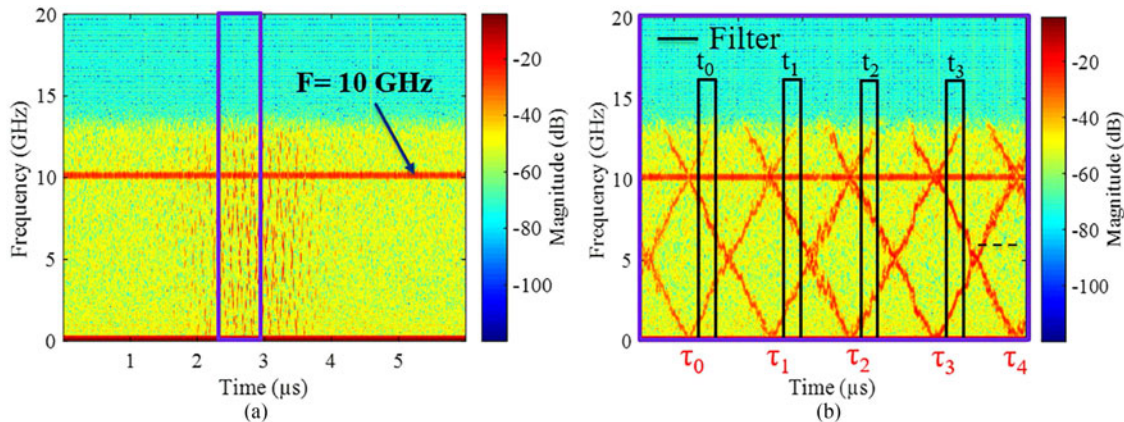 20
15
10
5
0
Frequency (GHz)
F= 10 GHz
1
2
3
4
5
Time (μs)
(a)
-20
-40
-60
-80
-100
Magnitude (dB)
20
15
10
5
0
Frequency (GHz)
Filter
t0
t1
t2
t3
τ0
τ1
τ2
τ3
τ4
Time (μs)
(b)
-20
-40
-60
-80
-100
Magnitude (dB)